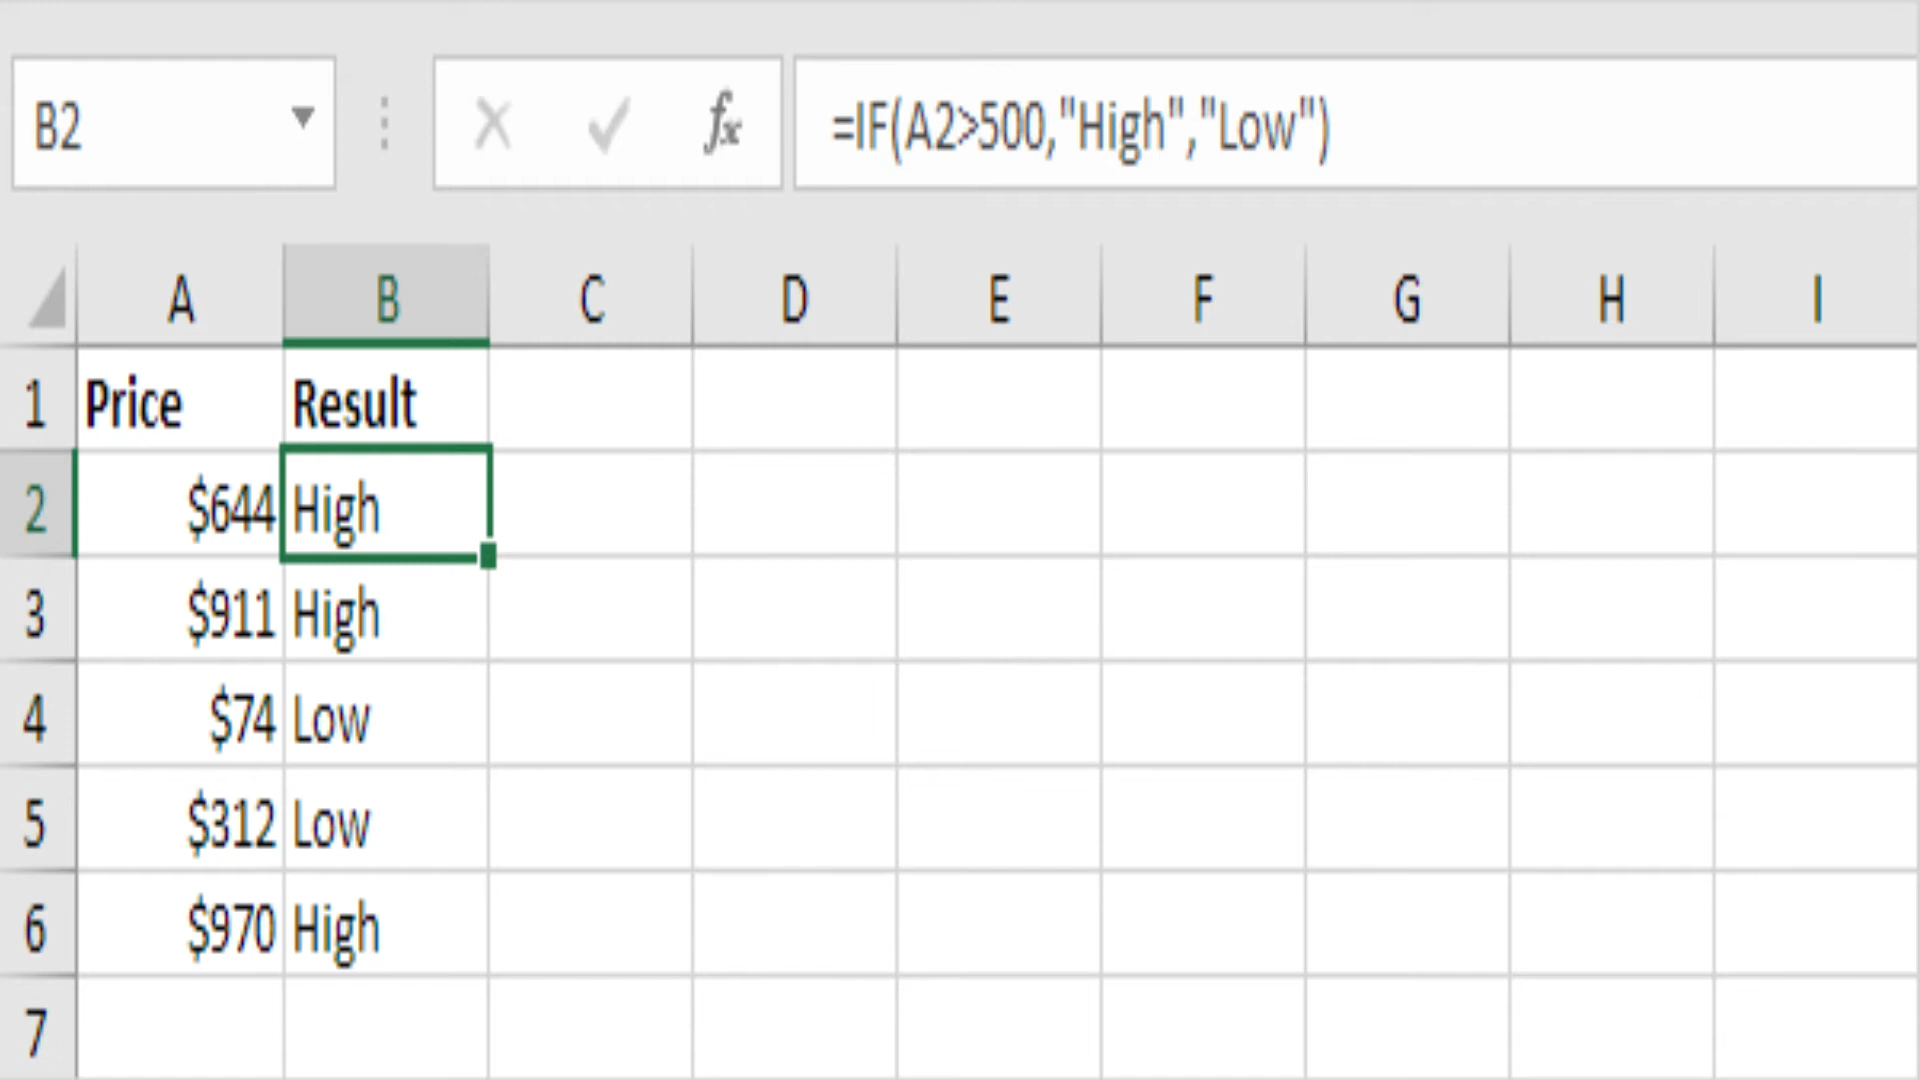 B2 fx =IF(A2>500,"High","Low")
A B C D E F G H I
1 Price Result
2 $644 High
3 $911 High
4 $74 Low
5 $312 Low
6 $970 High
7